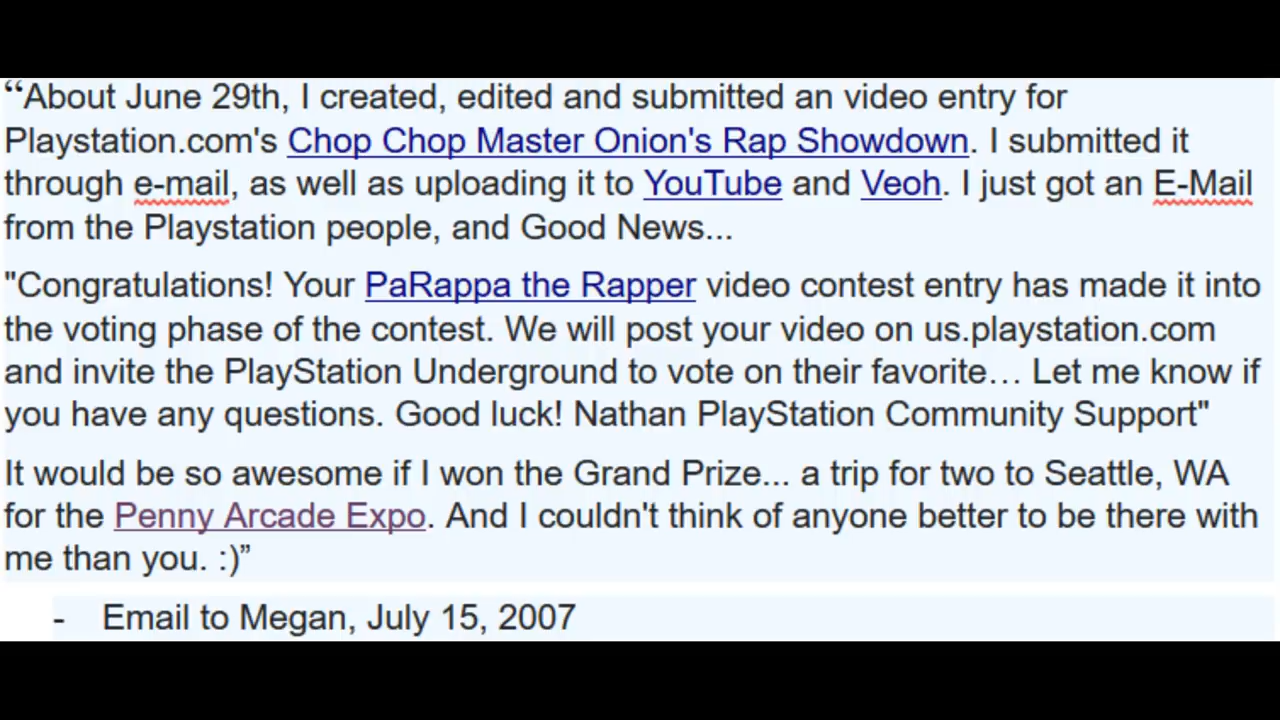 “About June 29th, I created, edited and submitted an video entry for
Playstation.com's Chop Chop Master Onion's Rap Showdown. I submitted it
through e-mail, as well as uploading it to YouTube and Veoh. I just got an E-Mail
from the Playstation people, and Good News...
"Congratulations! Your PaRappa the Rapper video contest entry has made it into
the voting phase of the contest. We will post your video on us.playstation.com
and invite the PlayStation Underground to vote on their favorite… Let me know if
you have any questions. Good luck! Nathan PlayStation Community Support"
It would be so awesome if I won the Grand Prize... a trip for two to Seattle, WA
for the Penny Arcade Expo. And I couldn't think of anyone better to be there with
me than you. :)”
- Email to Megan, July 15, 2007